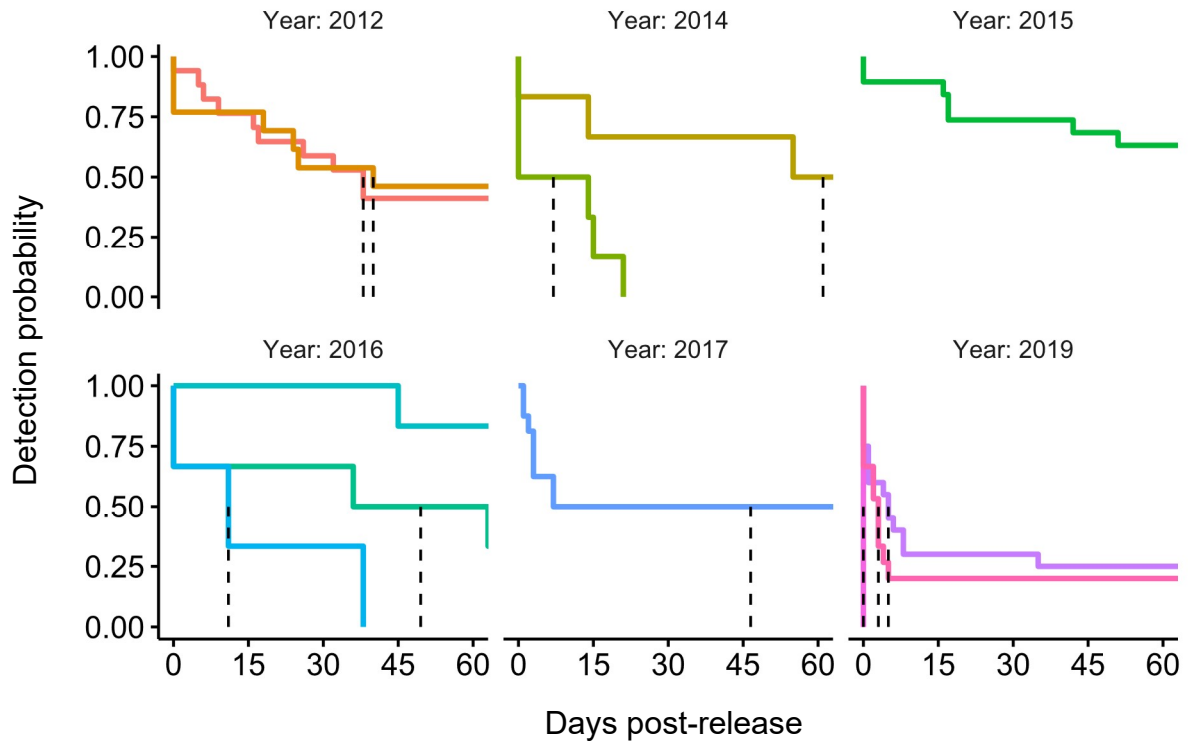 Year: 2012 Year: 2014 Year: 2015
1.00
0.75
0.50
0.25
0.00
Detection probability
Year: 2016 Year: 2017 Year: 2019
1.00
0.75
0.50
0.25
0.00
0 15 30 45 60 0 15 30 45 60 0 15 30 45 60
Days post-release